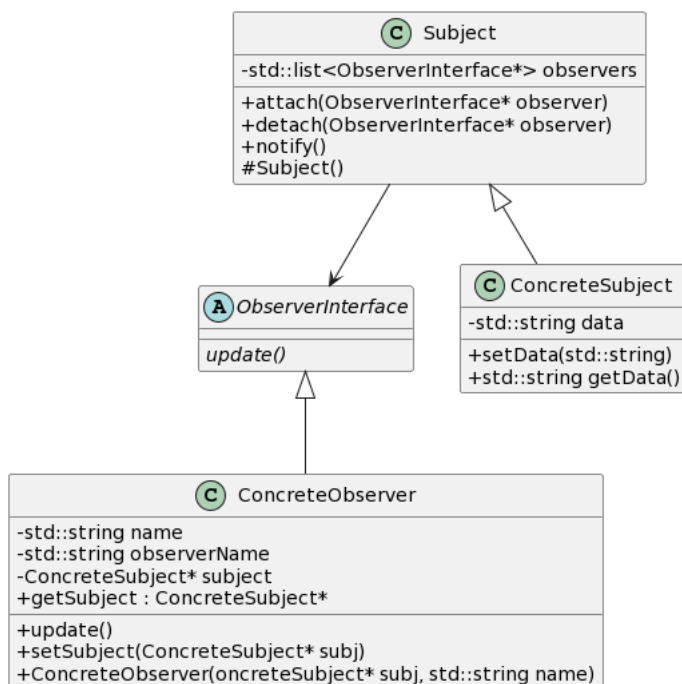 C Subject
-std::list<ObserverInterface*> observers
+attach(ObserverInterface* observer)
+detach(ObserverInterface* observer)
+notify()
#Subject()
A ObserverInterface
update()
C ConcreteSubject
-std::string data
+setData(std::string)
+std::string getData()
C ConcreteObserver
-std::string name
-std::string observerName
-ConcreteSubject* subject
+getSubject : ConcreteSubject*
+update()
+setSubject(ConcreteSubject* subj)
+ConcreteObserver(oncreteSubject* subj, std::string name)